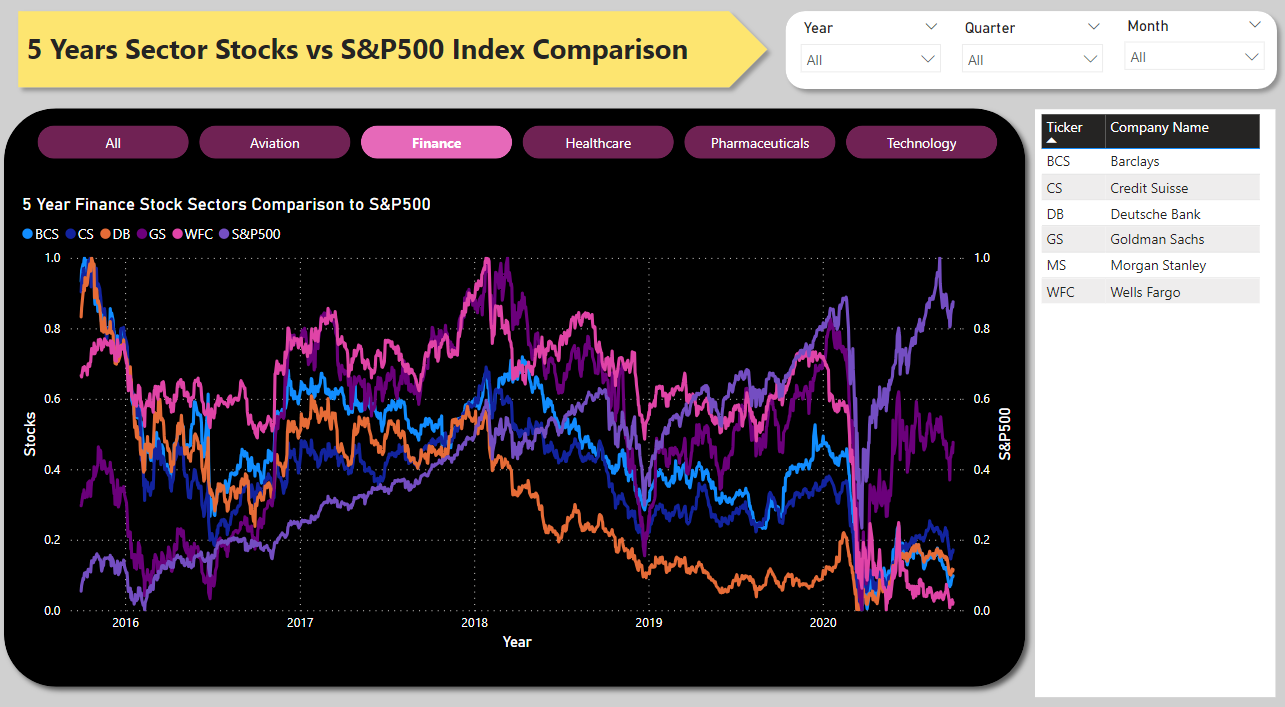 5 Years Sector Stocks vs S&P500 Index Comparison
Year
All
Quarter
All
Month
All
All Aviation Finance Healthcare Pharmaceuticals Technology
5 Year Finance Stock Sectors Comparison to S&P500
BCS CS DB GS WFC S&P500
Stocks
1.0
0.8
0.6
0.4
0.2
0.0
1.0
0.8
0.6
0.4
0.2
0.0
S&P500
2016 2017 2018 2019 2020
Year
Ticker Company Name
BCS Barclays
CS Credit Suisse
DB Deutsche Bank
GS Goldman Sachs
MS Morgan Stanley
WFC Wells Fargo